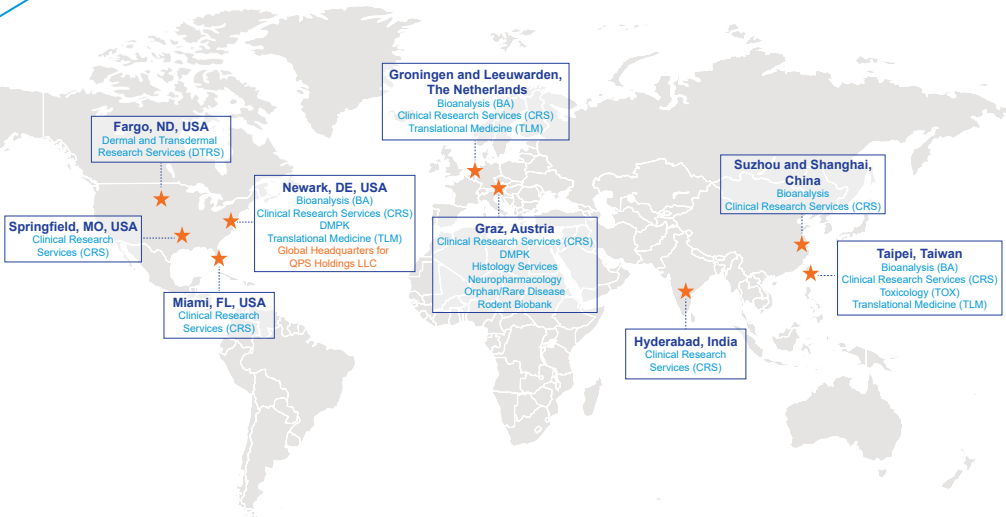 Groningen and Leeuwarden,
The Netherlands
Bioanalysis (BA)
Clinical Research Services (CRS)
Translational Medicine (TLM)
Fargo, ND, USA
Dermal and Transdermal
Research Services (DTRS)
Suzhou and Shanghai,
China
Bioanalysis
Clinical Research Services (CRS)
Newark, DE, USA
Bioanalysis (BA)
Clinical Research Services (CRS)
DMPK
Translational Medicine (TLM)
Global Headquarters for
QPS Holdings LLC
Springfield, MO, USA
Clinical Research
Services (CRS)
Graz, Austria
Clinical Research Services (CRS)
DMPK
Histology Services
Neuropharmacology
Orphan/Rare Disease
Rodent Biobank
Taipei, Taiwan
Bioanalysis (BA)
Clinical Research Services (CRS)
Toxicology (TOX)
Translational Medicine (TLM)
Miami, FL, USA
Clinical Research
Services (CRS)
Hyderabad, India
Clinical Research
Services (CRS)